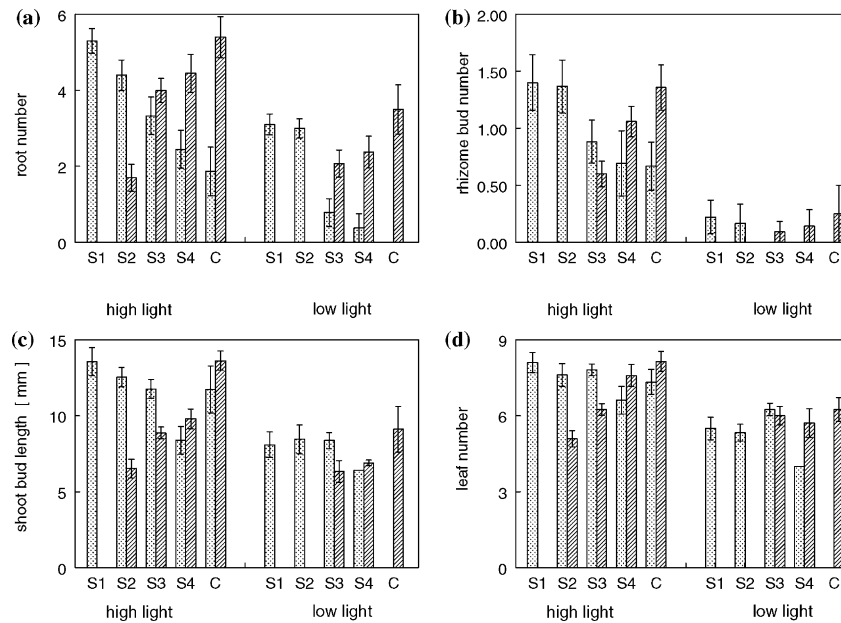 (a)
root number
6
4
2
0
S1 S2 S3 S4 C S1 S2 S3 S4 C
high light low light
(b)
rhizome bud number
2.00
1.50
1.00
0.50
0.00
S1 S2 S3 S4 C S1 S2 S3 S4 C
high light low light
(c)
shoot bud length [ mm ]
15
10
5
0
S1 S2 S3 S4 C S1 S2 S3 S4 C
high light low light
(d)
leaf number
9
6
3
0
S1 S2 S3 S4 C S1 S2 S3 S4 C
high light low light